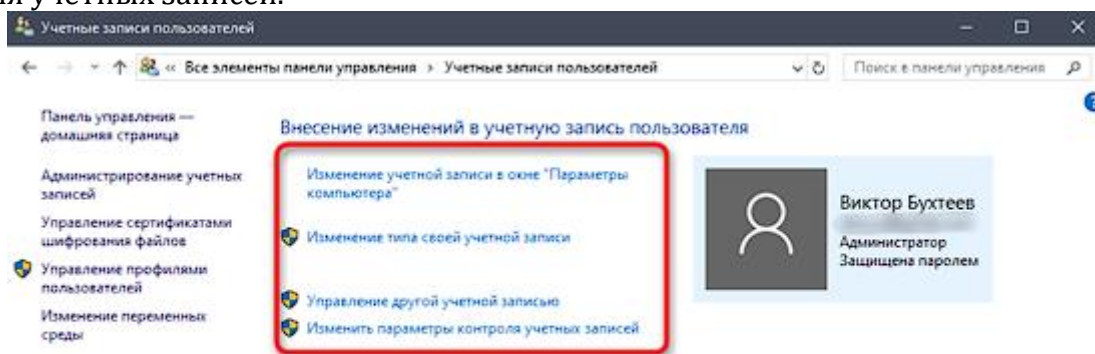 учетных записей.
Учетные записи пользователей
« Все элементы панели управления › Учетные записи пользователей
Поиск в панели управления
Панель управления —
домашняя страница
Администрирование учетных
записей
Управление сертификатами
шифрования файлов
Управление профилями
пользователей
Изменение переменных
среды
Внесение изменений в учетную запись пользователя
Изменение учетной записи в окне "Параметры
компьютера"
Изменение типа своей учетной записи
Управление другой учетной записью
Изменить параметры контроля учетных записей
Виктор Бухтеев
Администратор
Защищена паролем